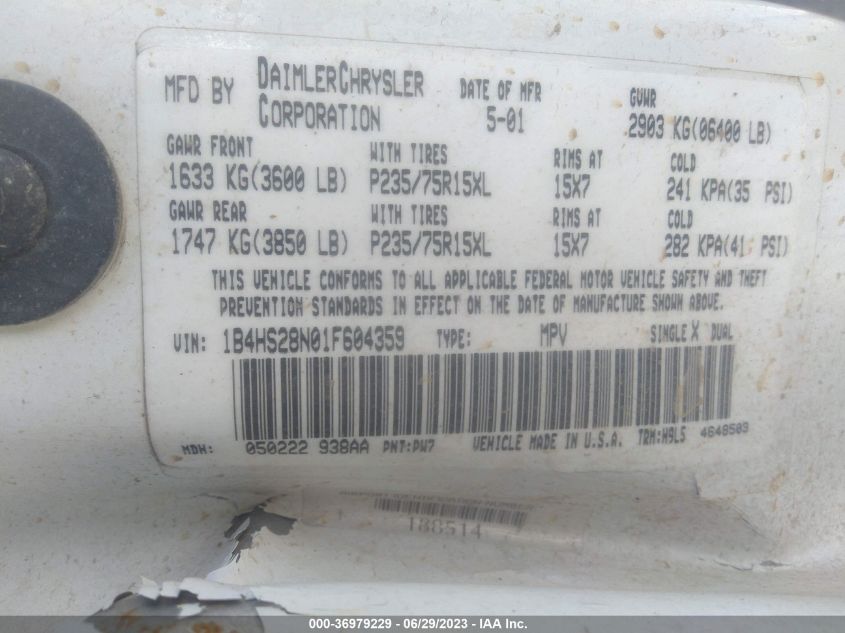 MFD BY DAIMLERCHRYSLER CORPORATION DATE OF MFR 5-01 GVWR 2903 KG(06400 LB)
GAWR FRONT WITH TIRES RIMS AT COLD
1633 KG(3600 LB) P235/75R15XL 15X7 241 KPA(35 PSI)
GAWR REAR WITH TIRES RIMS AT COLD
1747 KG(3850 LB) P235/75R15XL 15X7 282 KPA(41 PSI)
THIS VEHICLE CONFORMS TO ALL APPLICABLE FEDERAL MOTOR VEHICLE SAFETY AND THEFT
PREVENTION STANDARDS IN EFFECT ON THE DATE OF MANUFACTURE SHOWN ABOVE.
VIN: 1B4HS28N01F604359 TYPE: MPV SINGLE X DUAL
MDH: 050222 938AA PNT:PW7 VEHICLE MADE IN U.S.A. TRM:H9L5 4648503
138514
000-36979229 - 06/29/2023 - IAA Inc.